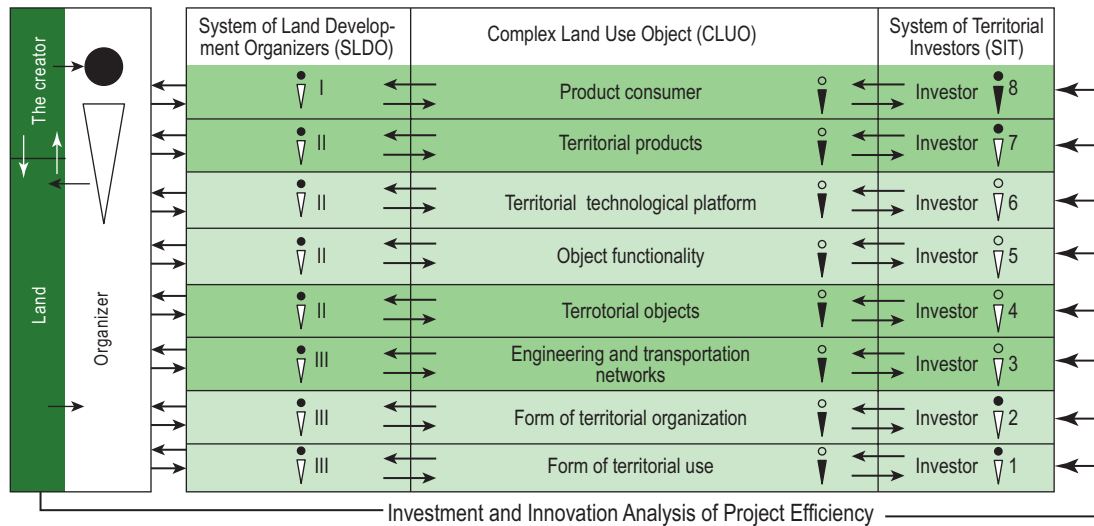 System of Land Develop-
ment Organizers (SLDO)
Complex Land Use Object (CLUO)
System of Territorial
Investors (SIT)
The creator
Land
Organizer
I Product consumer Investor 8
II Territorial products Investor 7
II Territorial technological platform Investor 6
II Object functionality Investor 5
II Terrotorial objects Investor 4
III Engineering and transportation
networks Investor 3
III Form of territorial organization Investor 2
III Form of territorial use Investor 1
Investment and Innovation Analysis of Project Efficiency